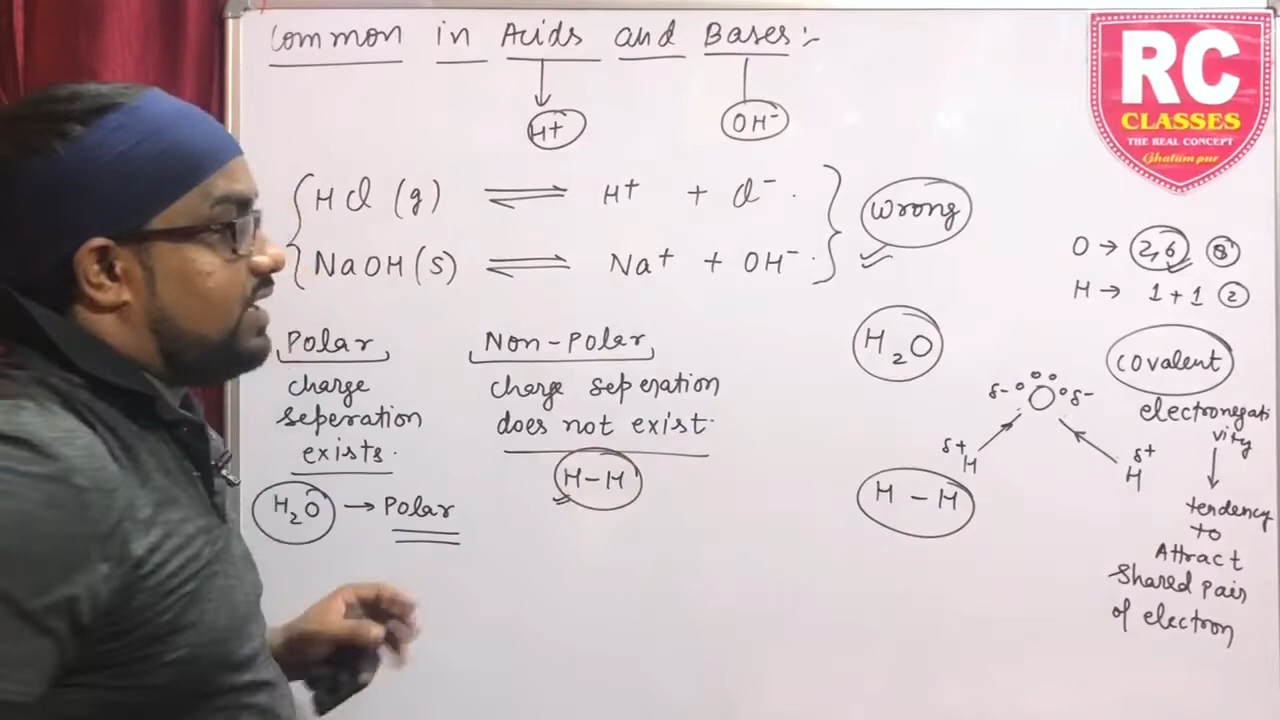 Common in Acids and Bases :-
H+
OH-
HCl (g) ⇌ H+ + Cl- .
NaOH (s) ⇌ Na+ + OH- .
Wrong
Polar
charge
seperation
exists.
H2O → Polar
Non-Polar
charge seperation
does not exist.
H-H
H2O
H - H
O → 2,6 8
H → 1+1 2
covalent
electronegati
vity
↓
tendency
to
Attract
Shared pair
of electron
δ- O δ-
δ+ H
δ+ H
RC
CLASSES
THE REAL CONCEPT
Ghatampur